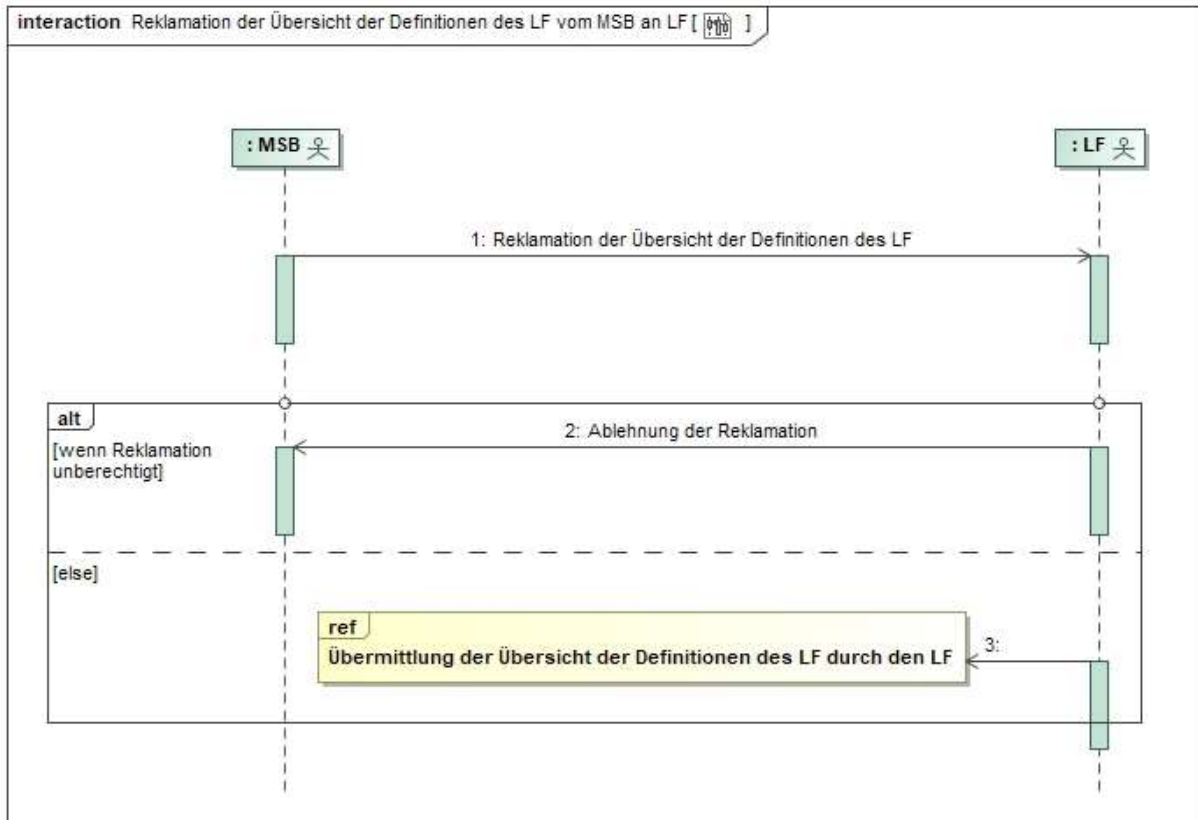 interaction Reklamation der Übersicht der Definitionen des LF vom MSB an LF [ ]
: MSB
: LF
1: Reklamation der Übersicht der Definitionen des LF
alt
[wenn Reklamation
unberechtigt]
2: Ablehnung der Reklamation
[else]
ref
Übermittlung der Übersicht der Definitionen des LF durch den LF
3: